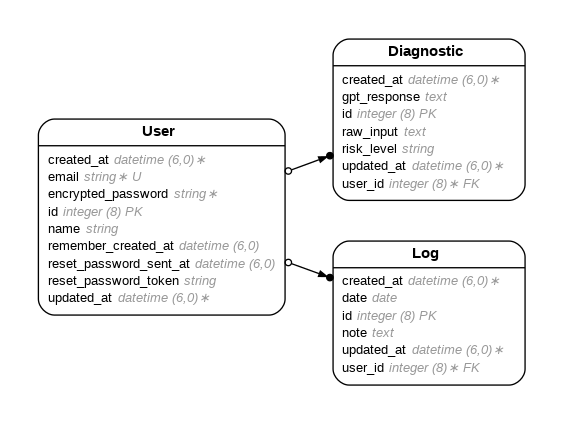 User
created_at datetime (6,0)∗
email string∗ U
encrypted_password string∗
id integer (8) PK
name string
remember_created_at datetime (6,0)
reset_password_sent_at datetime (6,0)
reset_password_token string
updated_at datetime (6,0)∗
Diagnostic
created_at datetime (6,0)∗
gpt_response text
id integer (8) PK
raw_input text
risk_level string
updated_at datetime (6,0)∗
user_id integer (8)∗ FK
Log
created_at datetime (6,0)∗
date date
id integer (8) PK
note text
updated_at datetime (6,0)∗
user_id integer (8)∗ FK